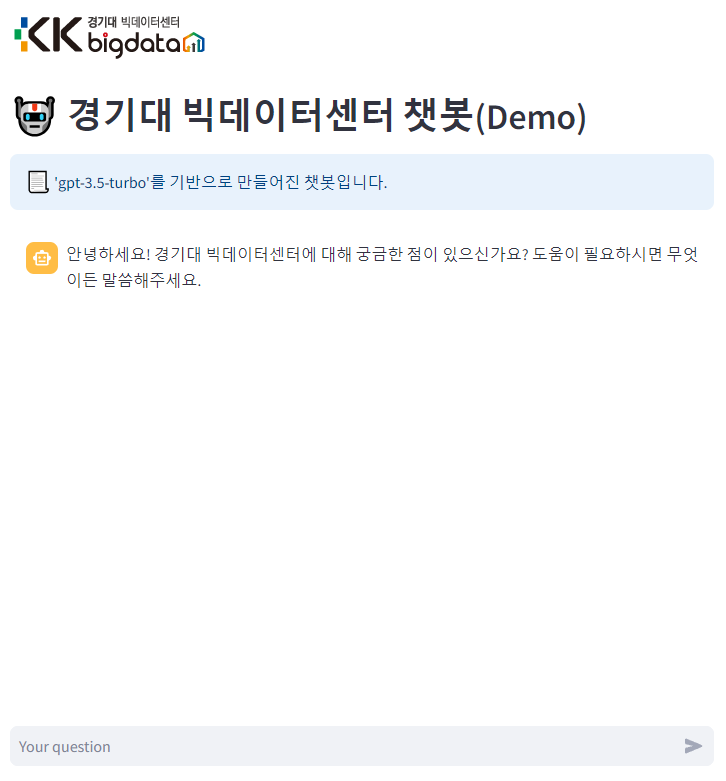 KK 경기대 빅데이터센터
bigdata
경기대 빅데이터센터 챗봇(Demo)
'gpt-3.5-turbo'를 기반으로 만들어진 챗봇입니다.
안녕하세요! 경기대 빅데이터센터에 대해 궁금한 점이 있으신가요? 도움이 필요하시면 무엇
이든 말씀해주세요.
Your question